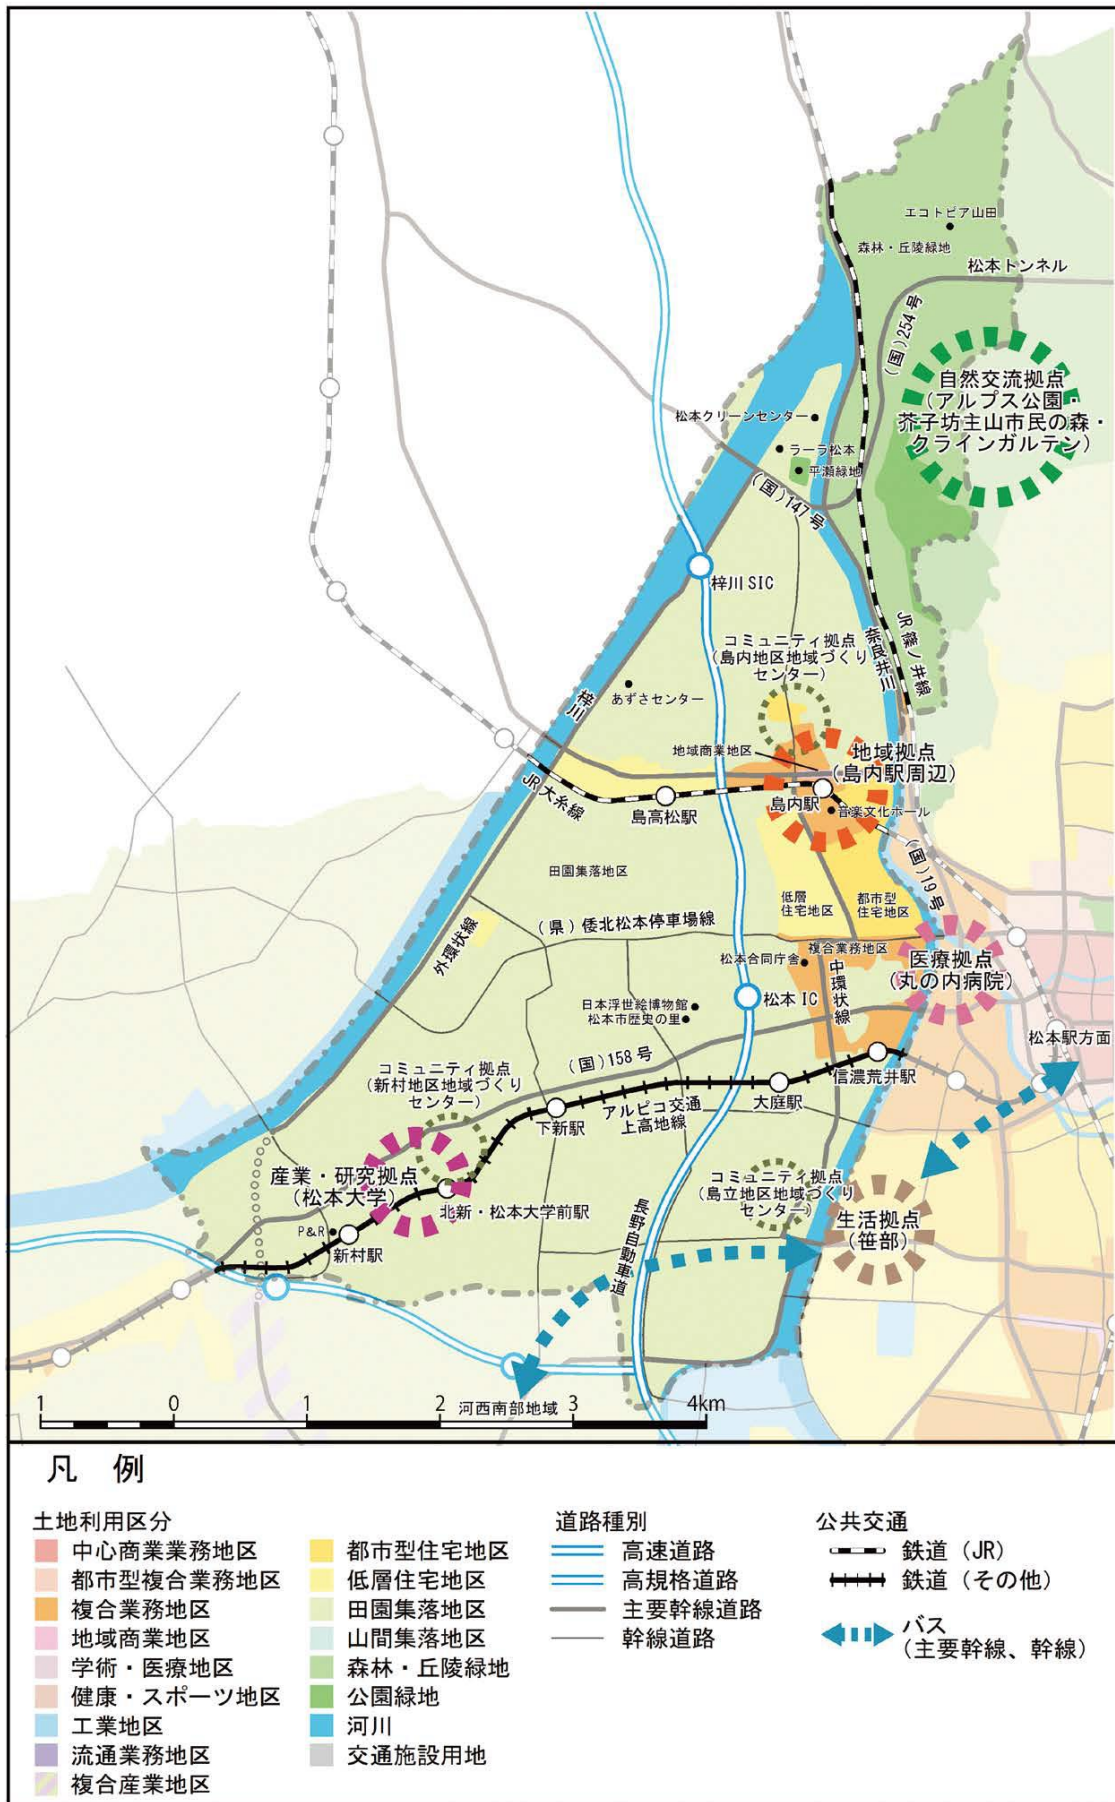 エコトピア山田
森林・丘陵緑地
松本トンネル
(国)254号
自然交流拠点
(アルプス公園・
芥子坊主山市民の森・
クラインガルテン)
松本クリーンセンター
ラーラ松本
平瀬緑地
(国)147号
梓川 SIC
コミュニティ拠点
(島内地区地域づくり
センター)
奈良井川
JR篠ノ井線
あずさセンター
梓川
地域商業地区
地域拠点
(島内駅周辺)
JR大糸線
島高松駅
島内駅
音楽文化ホール
(国)19号
田園集落地区
低層
住宅地区
都市型
住宅地区
(県)倭北松本停車場線
外環状線
複合業務地区
松本合同庁舎
中環状線
医療拠点
(丸の内病院)
日本浮世絵博物館
松本市歴史の里
松本 IC
松本駅方面
(国)158号
コミュニティ拠点
(新村地区地域づくり
センター)
信濃荒井駅
大庭駅
下新駅
アルピコ交通
上高地線
産業・研究拠点
(松本大学)
北新・松本大学前駅
コミュニティ拠点
(島立地区地域づくり
センター)
生活拠点
(笹部)
P&R
新村駅
長野自動車道
河西南部地域
1 0 1 2 3 4km
凡 例
土地利用区分
中心商業業務地区
都市型複合業務地区
複合業務地区
地域商業地区
学術・医療地区
健康・スポーツ地区
工業地区
流通業務地区
複合産業地区
都市型住宅地区
低層住宅地区
田園集落地区
山間集落地区
森林・丘陵緑地
公園緑地
河川
交通施設用地
道路種別
高速道路
高規格道路
主要幹線道路
幹線道路
公共交通
鉄道（JR）
鉄道（その他）
バス
（主要幹線、幹線）